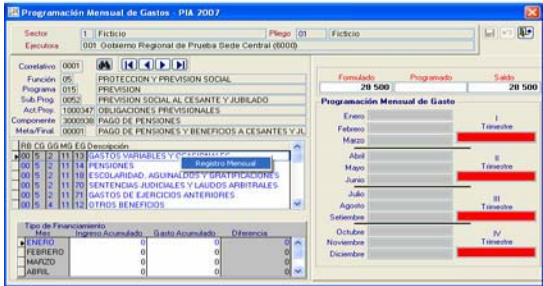 Programación Mensual de Gastos - PIA 2007
Sector 1 Ficticio Pliego 01 Ficticio
Ejecutora 001 Gobierno Regional de Prueba Sede Central (6000)
Correlativo 0001
Función 05 PROTECCION Y PREVISION SOCIAL
Programa 015 PREVISION
Sub.Prog. 0052 PREVISION SOCIAL AL CESANTE Y JUBILADO
Act.Proy. 1000347 OBLIGACIONES PREVISIONALES
Componente 3000938 PAGO DE PENSIONES
Meta/Final. 00001 PAGO DE PENSIONES Y BENEFICIOS A CESANTES Y JL
RB CG GG MG EG Descripción
00 5 2 11 13 GASTOS VARIABLES Y OCASIONALES
Registro Mensual
00 5 2 11 14 PENSIONES
00 5 2 11 18 ESCOLARIDAD, AGUINALDOS Y GRATIFICACIONES
00 5 2 11 70 SENTENCIAS JUDICIALES Y LAUDOS ARBITRALES
00 5 2 11 71 GASTOS DE EJERCICIOS ANTERIORES
00 5 4 11 12 OTROS BENEFICIOS
Tipo de Financiamiento
Mes Ingreso Acumulado Gasto Acumulado Diferencia
ENERO 0 0 0
FEBRERO 0 0 0
MARZO 0 0 0
ABRIL 0 0 0
Formulado Programado Saldo
28 500 28 500
Programación Mensual de Gasto
Enero
Febrero
Marzo
I
Trimestre
Abril
Mayo
Junio
II
Trimestre
Julio
Agosto
Setiembre
III
Trimestre
Octubre
Noviembre
Diciembre
IV
Trimestre